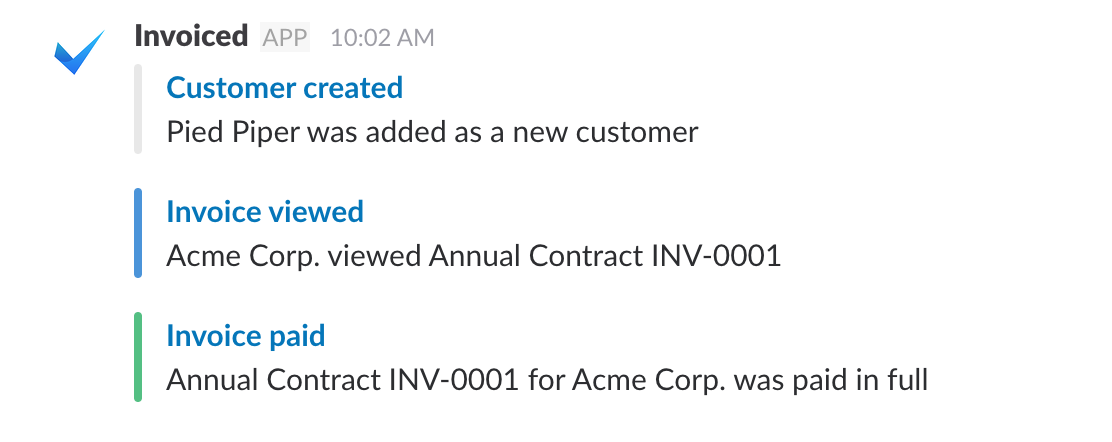 Invoiced APP 10:02 AM
Customer created
Pied Piper was added as a new customer
Invoice viewed
Acme Corp. viewed Annual Contract INV-0001
Invoice paid
Annual Contract INV-0001 for Acme Corp. was paid in full